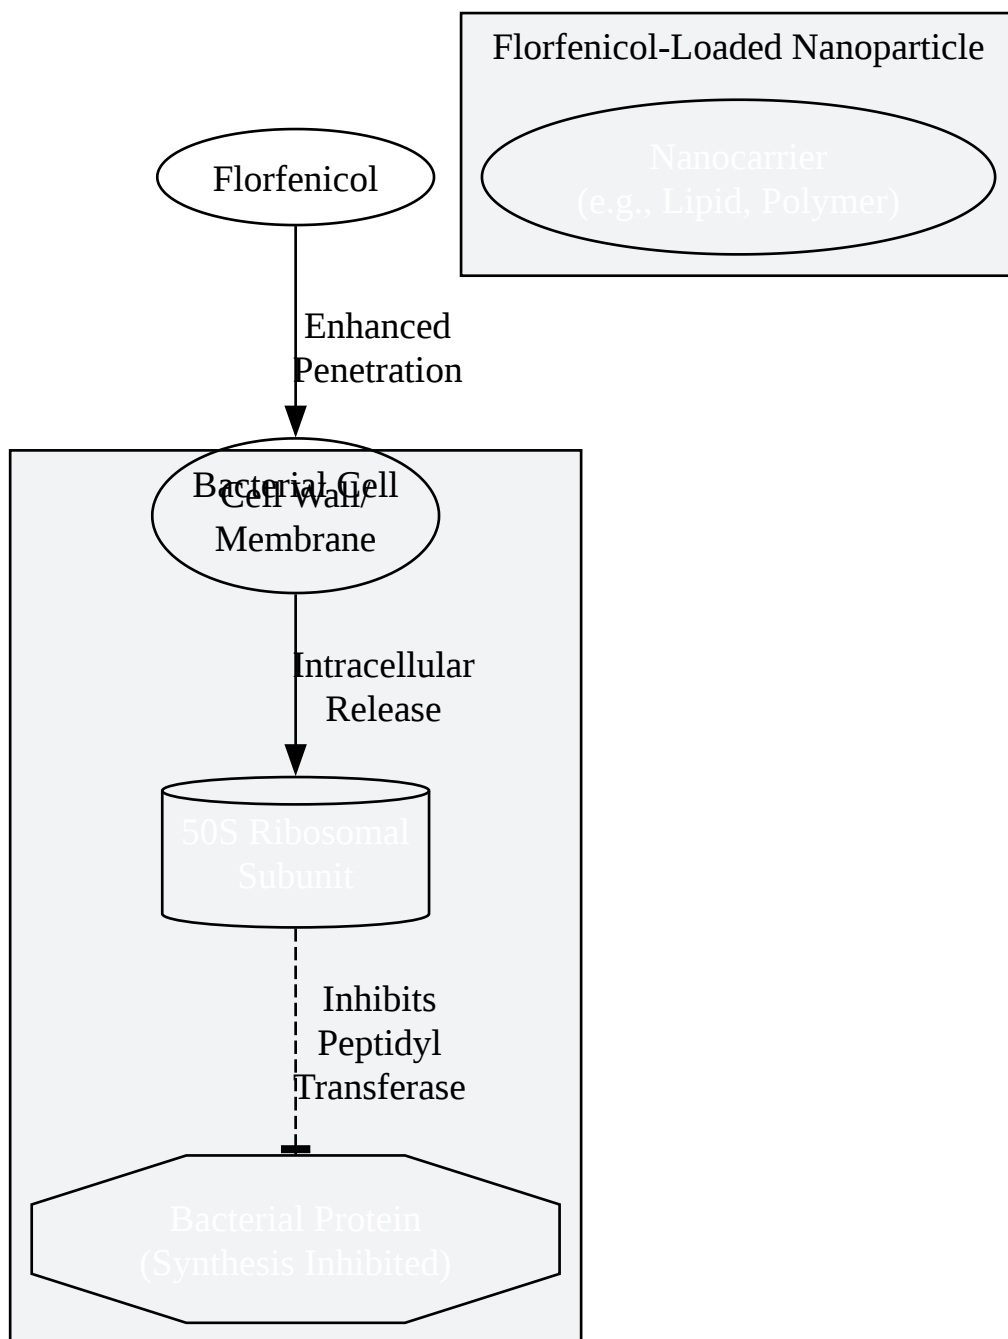 Florfenicol-Loaded Nanoparticle
Nanocarrier
(e.g., Lipid, Polymer)
Florfenicol
Enhanced
Penetration
Bacterial Cell
Cell Wall/
Membrane
Intracellular
Release
50S Ribosomal
Subunit
Inhibits
Peptidyl
Transferase
Bacterial Protein
(Synthesis Inhibited)